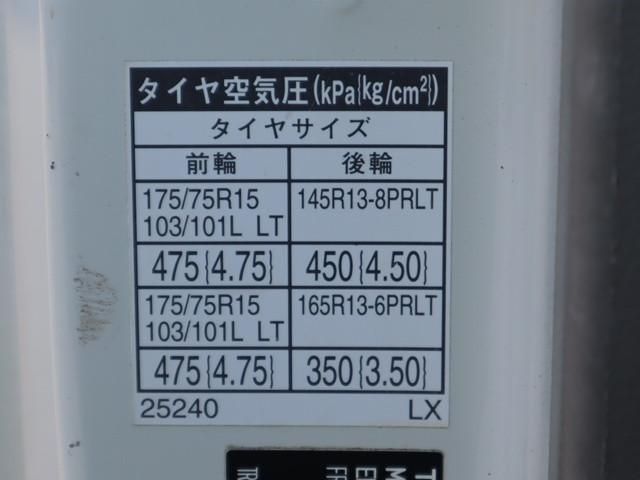 タイヤ空気圧(kPa{kg/cm²})
タイヤサイズ
前輪 後輪
175/75R15 145R13-8PRLT
103/101L LT
475{4.75} 450{4.50}
175/75R15 165R13-6PRLT
103/101L LT
475{4.75} 350{3.50}
25240 LX